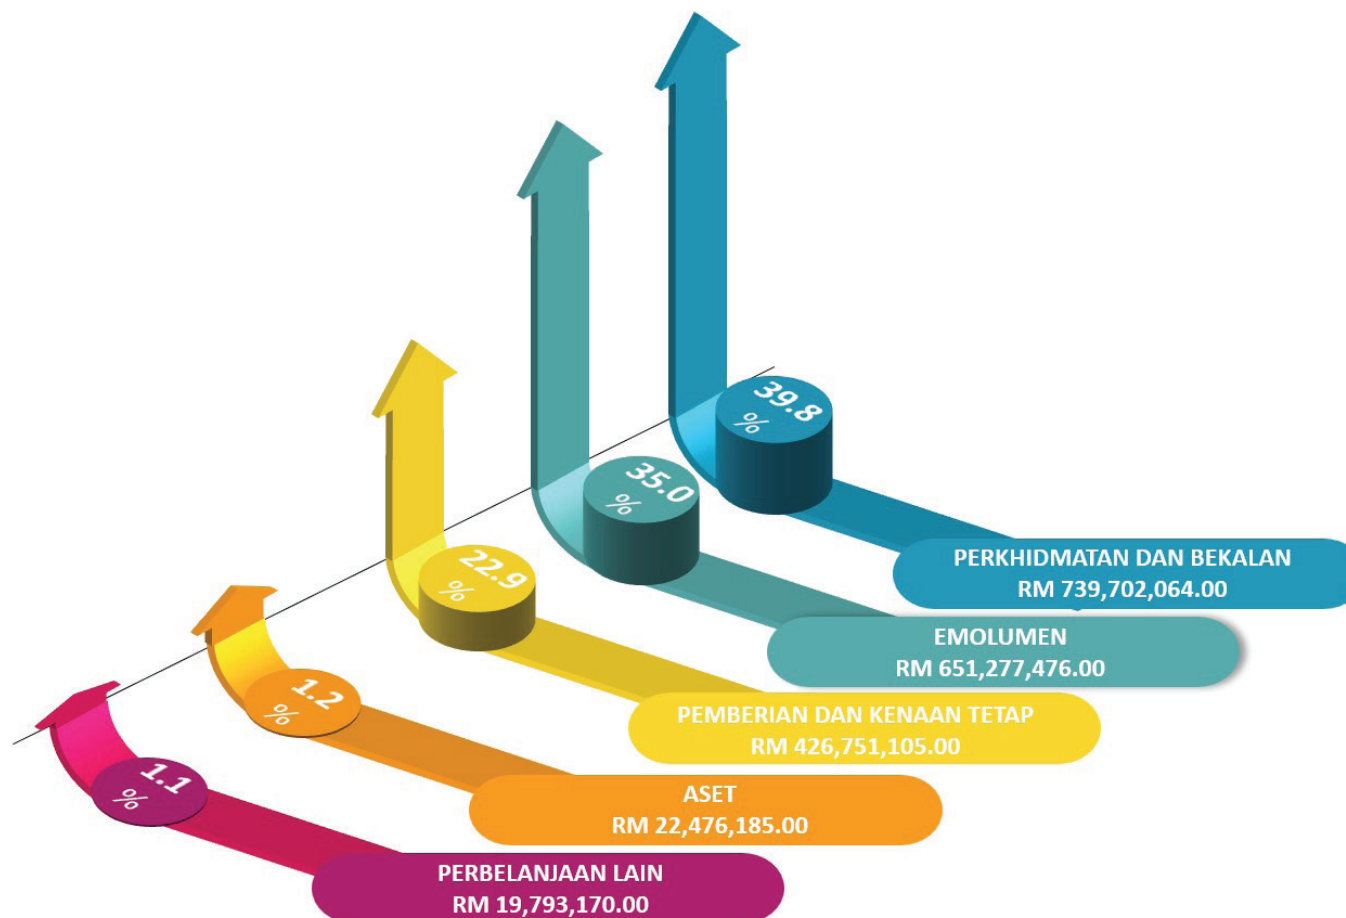 39.8
%
PERKHIDMATAN DAN BEKALAN
RM 739,702,064.00
35.0
%
EMOLUMEN
RM 651,277,476.00
22.9
%
PEMBERIAN DAN KENAAN TETAP
RM 426,751,105.00
1.2
%
ASET
RM 22,476,185.00
1.1
%
PERBELANJAAN LAIN
RM 19,793,170.00